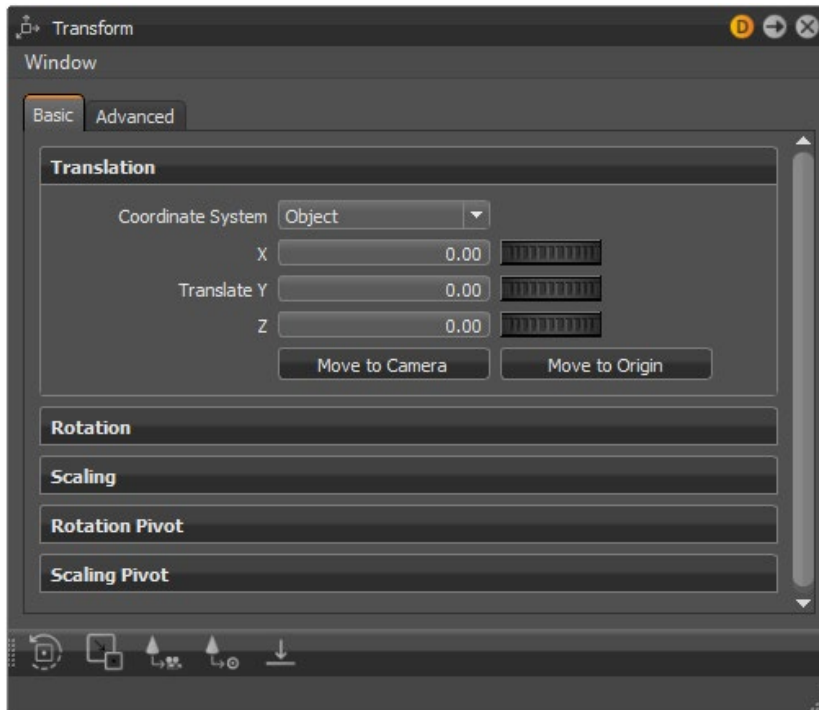 Transform D
Window
Basic Advanced
Translation
Coordinate System Object
X 0.00
Translate Y 0.00
Z 0.00
Move to Camera Move to Origin
Rotation
Scaling
Rotation Pivot
Scaling Pivot